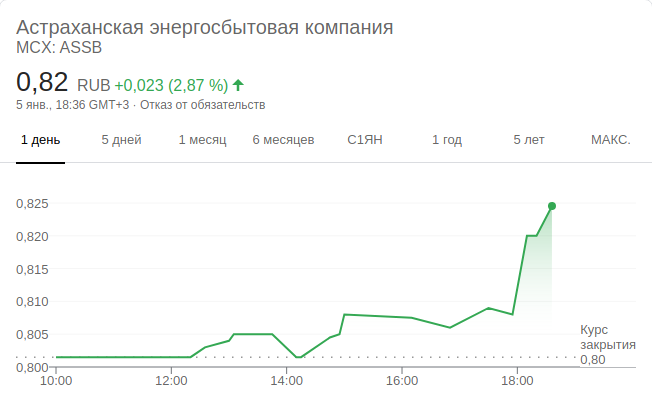 Астраханская энергосбытовая компания
MCX: ASSB
0,82 RUB +0,023 (2,87 %)
5 янв., 18:36 GMT+3 · Отказ от обязательств
1 день 5 дней 1 месяц 6 месяцев С1ЯН 1 год 5 лет МАКС.
0,825
0,820
0,815
0,810
0,805
0,800
Курс
закрытия
0,80
10:00 12:00 14:00 16:00 18:00